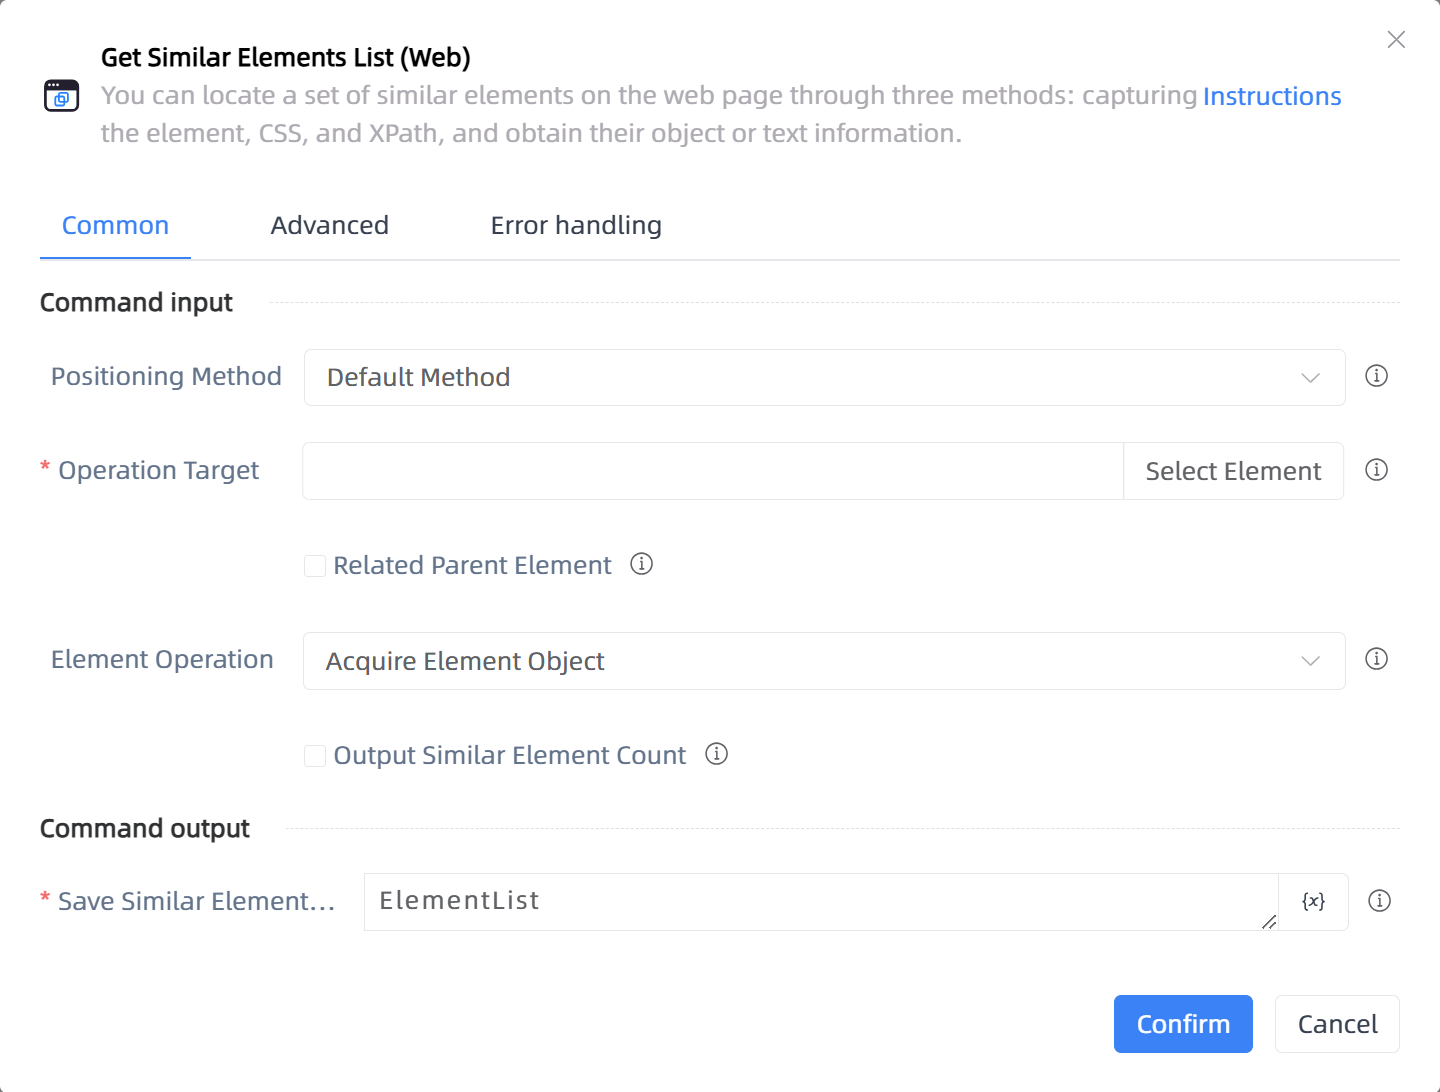 Get Similar Elements List (Web)
You can locate a set of similar elements on the web page through three methods: capturing Instructions
the element, CSS, and XPath, and obtain their object or text information.
Common Advanced Error handling
Command input
Positioning Method Default Method
* Operation Target Select Element
Related Parent Element
Element Operation Acquire Element Object
Output Similar Element Count
Command output
* Save Similar Element... ElementList {x}
Confirm Cancel